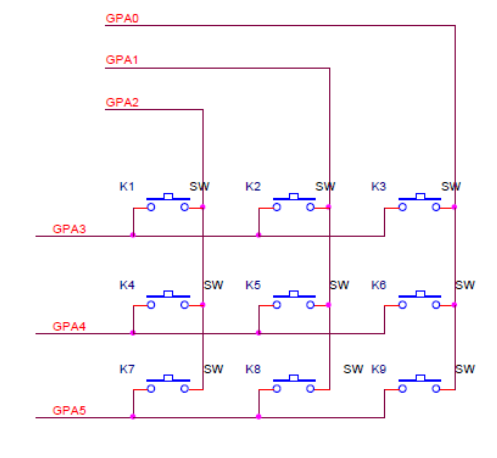 GPA0
GPA1
GPA2
K1 SW K2 SW K3 SW
GPA3
K4 SW K5 SW K6 SW
GPA4
K7 SW K8 SW K9 SW
GPA5